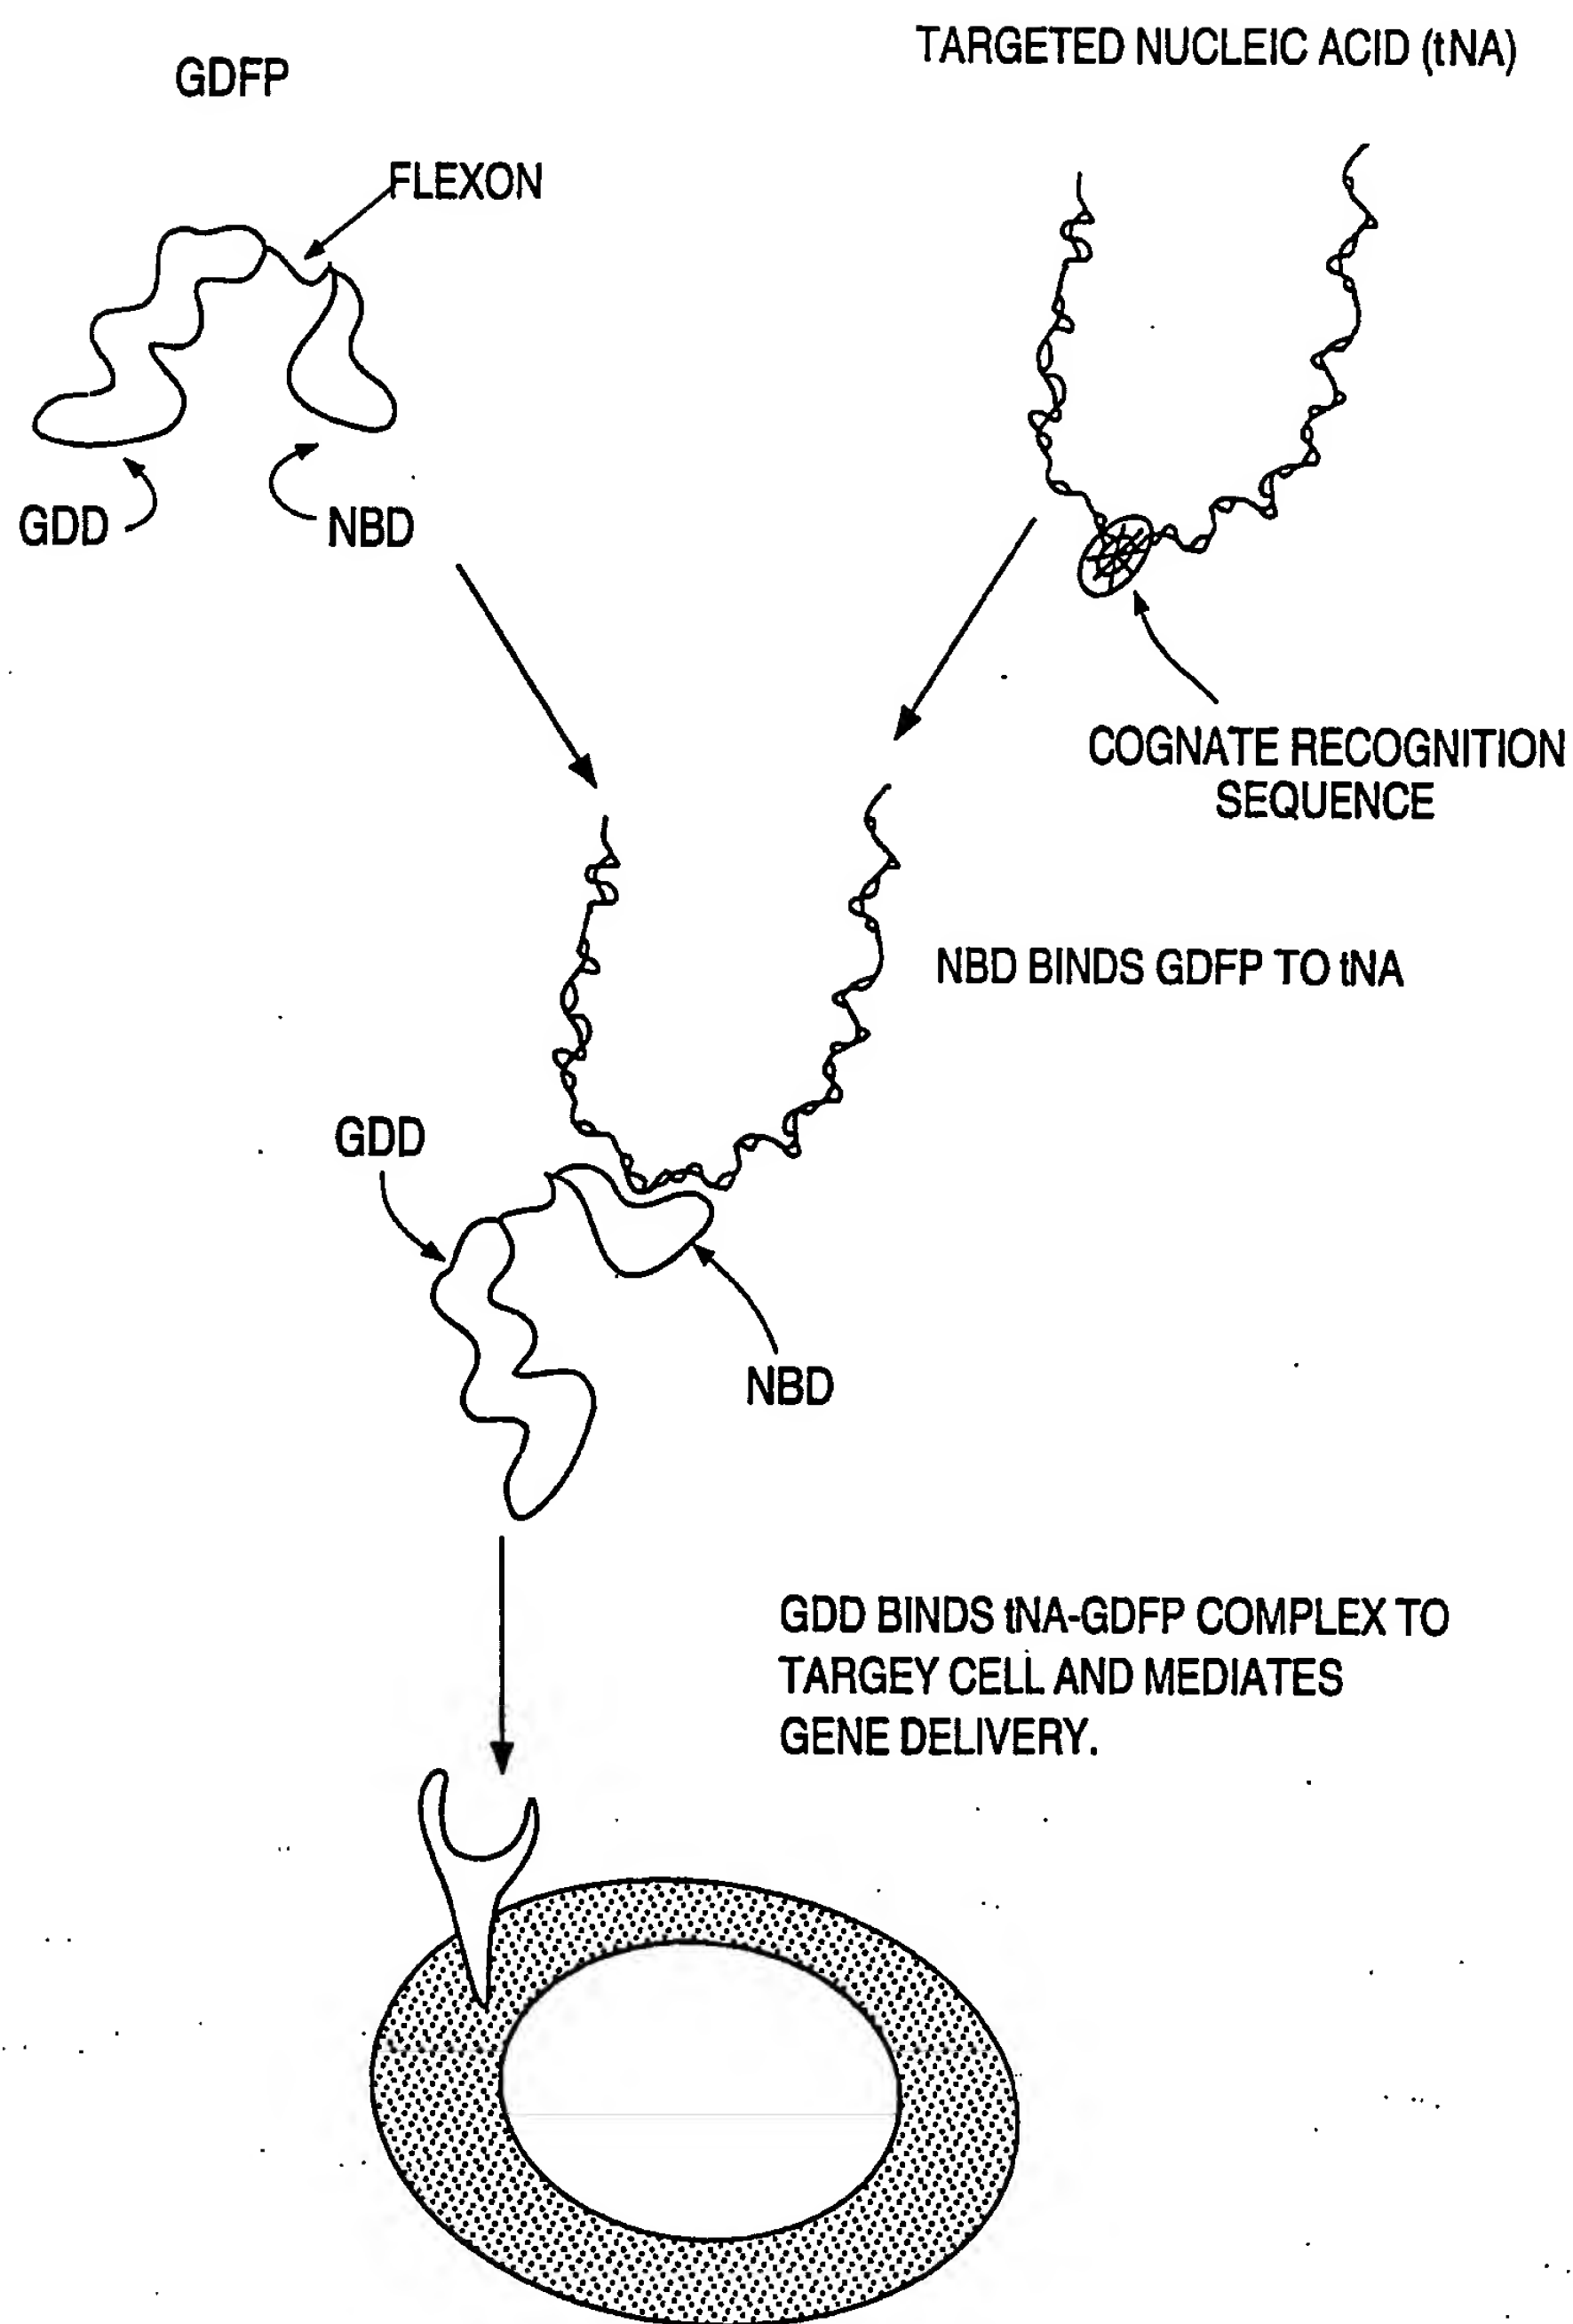 GDFP
TARGETED NUCLEIC ACID (tNA)
FLEXON
GDD
NBD
COGNATE RECOGNITION
SEQUENCE
NBD BINDS GDFP TO tNA
GDD
NBD
GDD BINDS tNA-GDFP COMPLEX TO
TARGEY CELL AND MEDIATES
GENE DELIVERY.